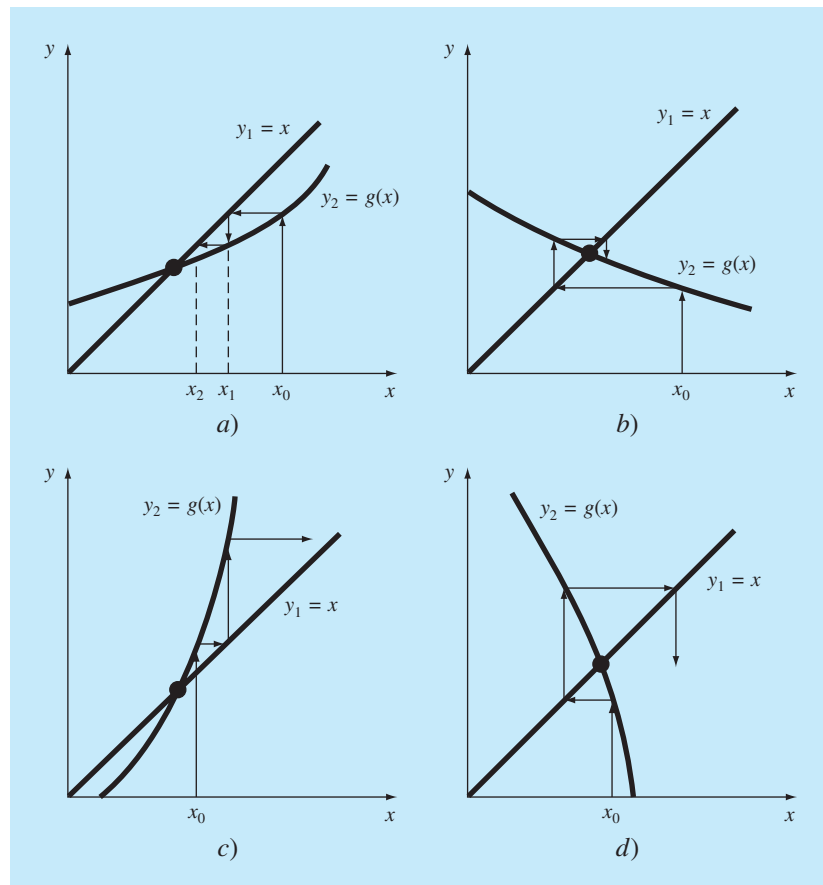 y
y
y₁ = x
y₁ = x
y₂ = g(x)
y₂ = g(x)
x₂ x₁ x₀ x
x₀ x
a)
b)
y
y
y₂ = g(x)
y₂ = g(x)
y₁ = x
y₁ = x
x₀ x
x₀ x
c)
d)